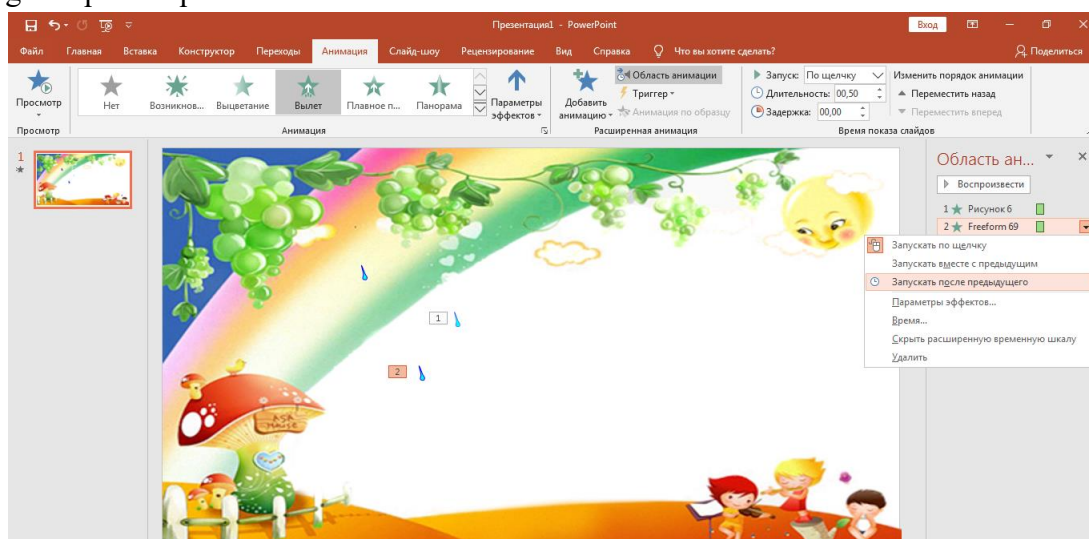 Презентация1 - PowerPoint
Вход
Файл Главная Вставка Конструктор Переходы Анимация Слайд-шоу Рецензирование Вид Справка Что вы хотите сделать? Поделиться
Просмотр
Нет
Возникнов...
Выцветание
Вылет
Плавное п...
Панорама
Параметры эффектов
Добавить анимацию
Область анимации
Триггер
Анимация по образцу
Запуск: По щелчку
Длительность: 00,50
Задержка: 00,00
Изменить порядок анимации
Переместить назад
Переместить вперед
Просмотр
Анимация
Расширенная анимация
Время показа слайдов
1
Область ан...
Воспроизвести
1 Рисунок 6
2 Freeform 69
Запускать по щелчку
Запускать вместе с предыдущим
Запускать после предыдущего
Параметры эффектов...
Время...
Скрыть расширенную временную шкалу
Удалить
1
2